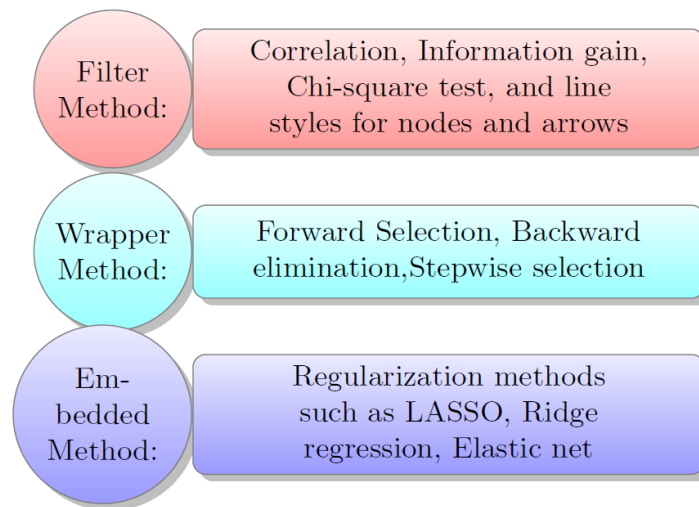 Filter
Method:
Correlation, Information gain,
Chi-square test, and line
styles for nodes and arrows
Wrapper
Method:
Forward Selection, Backward
elimination,Stepwise selection
Em-
bedded
Method:
Regularization methods
such as LASSO, Ridge
regression, Elastic net